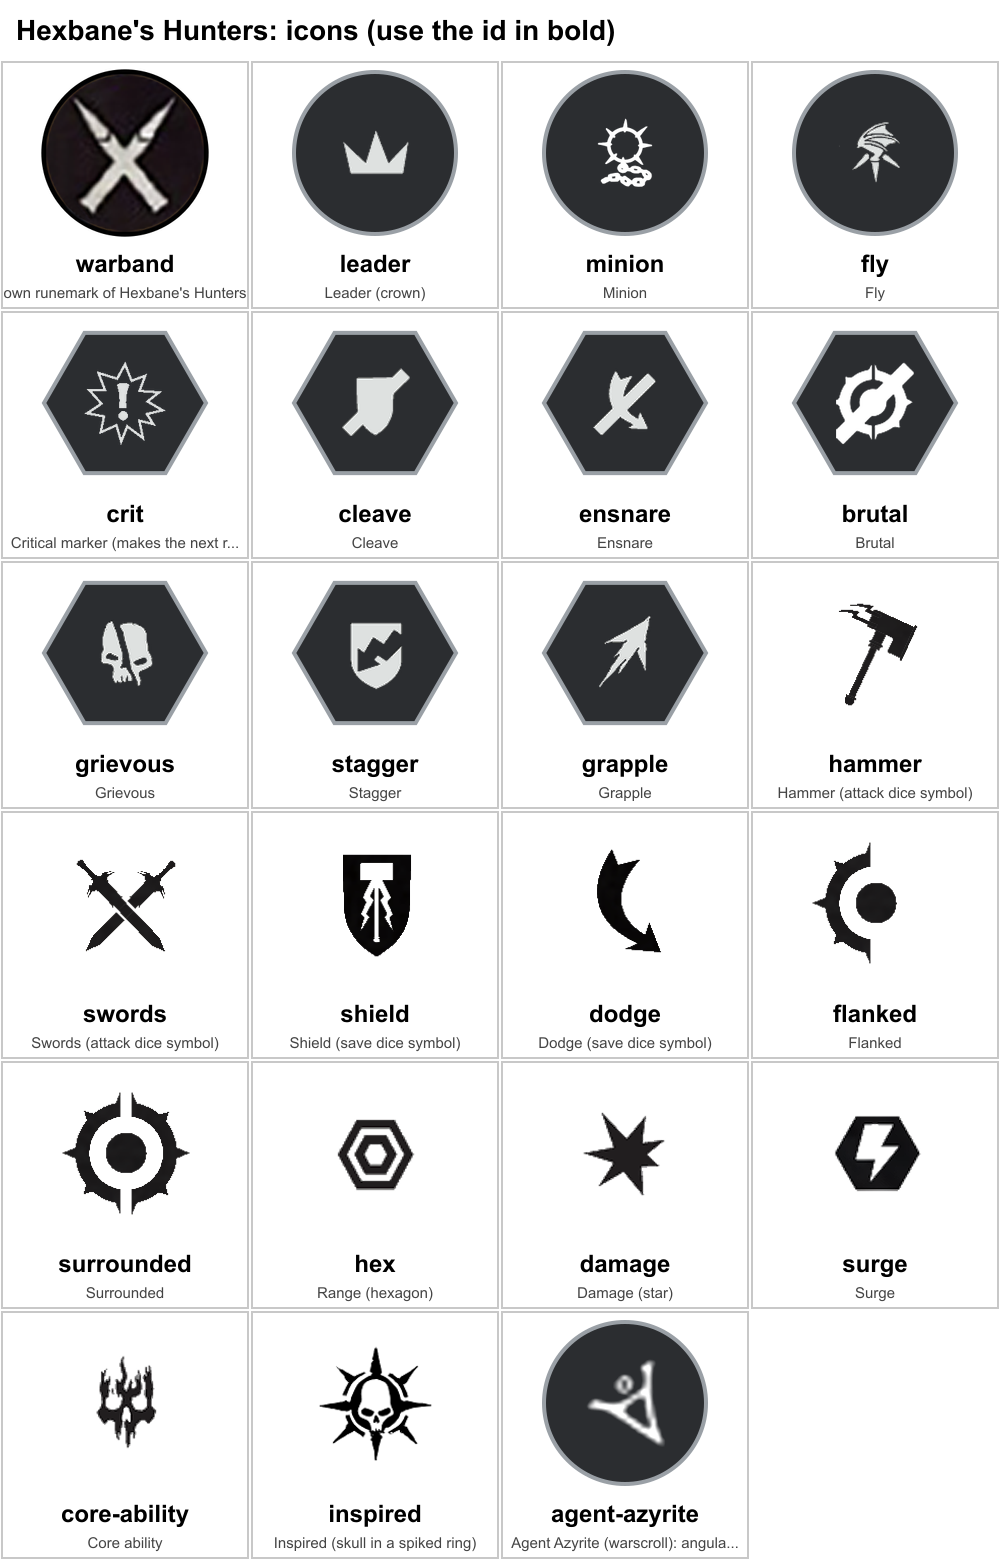 Hexbane's Hunters: icons (use the id in bold)
warband
own runemark of Hexbane's Hunters
leader
Leader (crown)
minion
Minion
fly
Fly
crit
Critical marker (makes the next r...
cleave
Cleave
ensnare
Ensnare
brutal
Brutal
grievous
Grievous
stagger
Stagger
grapple
Grapple
hammer
Hammer (attack dice symbol)
swords
Swords (attack dice symbol)
shield
Shield (save dice symbol)
dodge
Dodge (save dice symbol)
flanked
Flanked
surrounded
Surrounded
hex
Range (hexagon)
damage
Damage (star)
surge
Surge
core-ability
Core ability
inspired
Inspired (skull in a spiked ring)
agent-azyrite
Agent Azyrite (warscroll): angula...